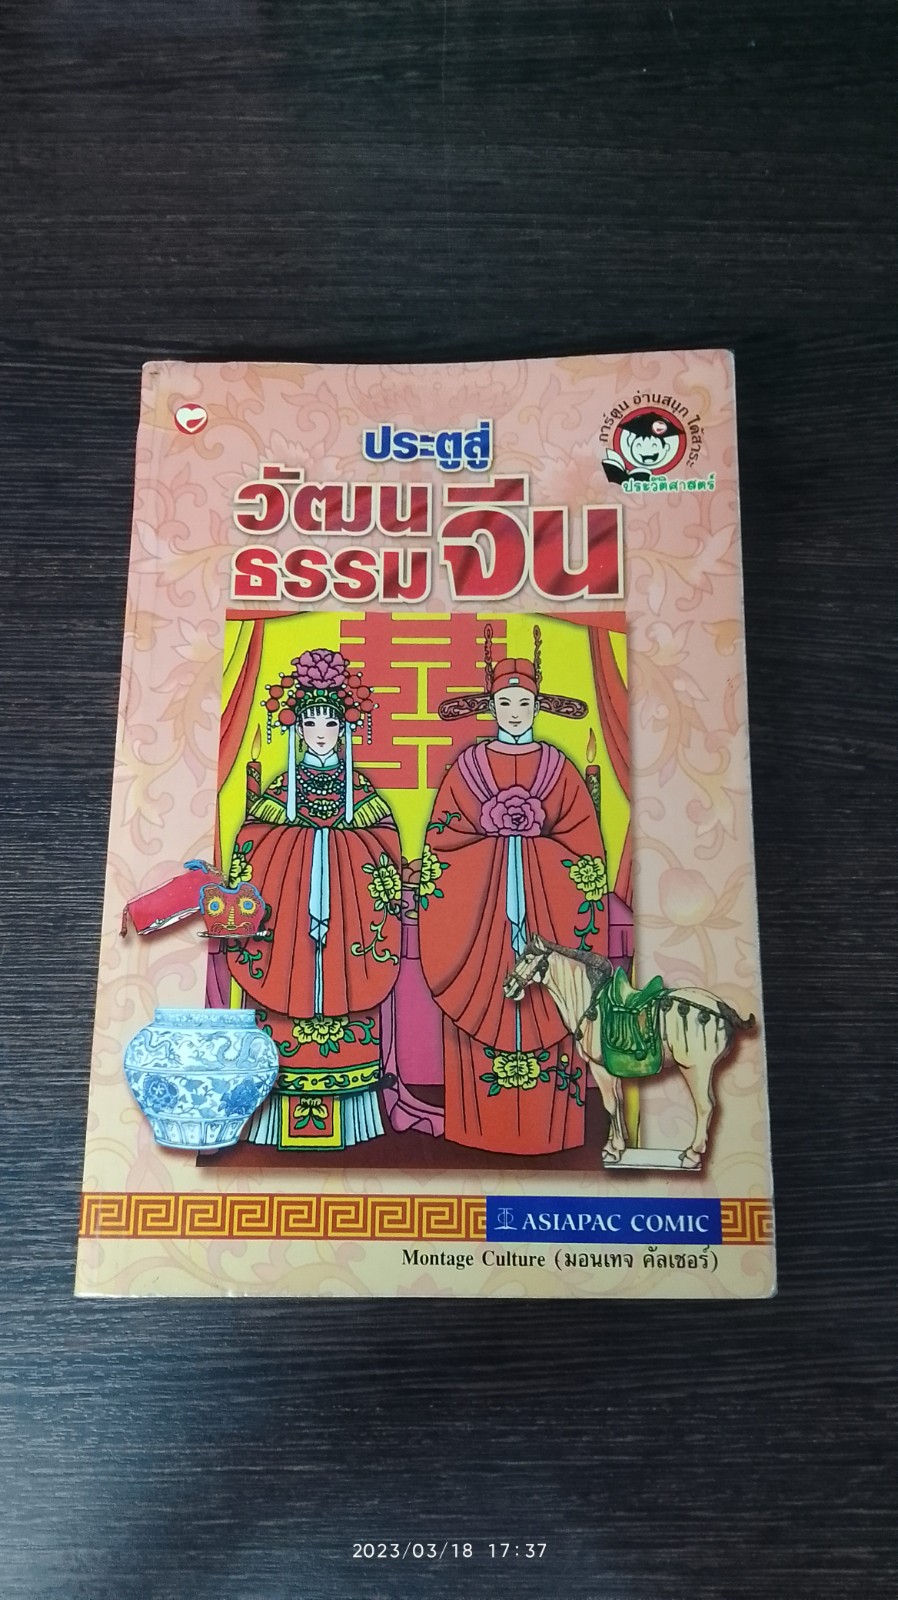 การ์ตูน อ่านสนุก ได้สาระ
ประวัติศาสตร์
ประตูสู่
วัฒน
ธรรม จีน
囍
ASIAPAC COMIC
Montage Culture (มอนเทจ คัลเชอร์)
2023/03/18 17:37